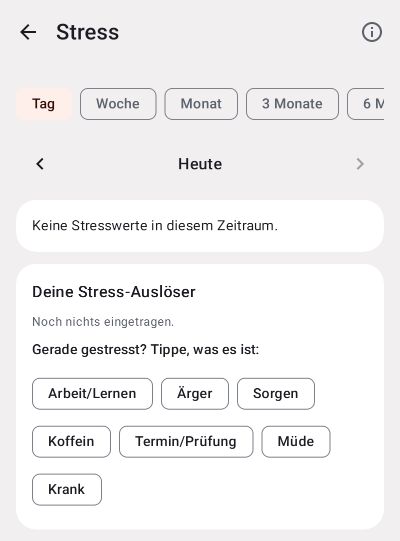 Stress
Tag Woche Monat 3 Monate 6 M
Heute
Keine Stresswerte in diesem Zeitraum.
Deine Stress-Auslöser
Noch nichts eingetragen.
Gerade gestresst? Tippe, was es ist:
Arbeit/Lernen Ärger Sorgen
Koffein Termin/Prüfung Müde
Krank